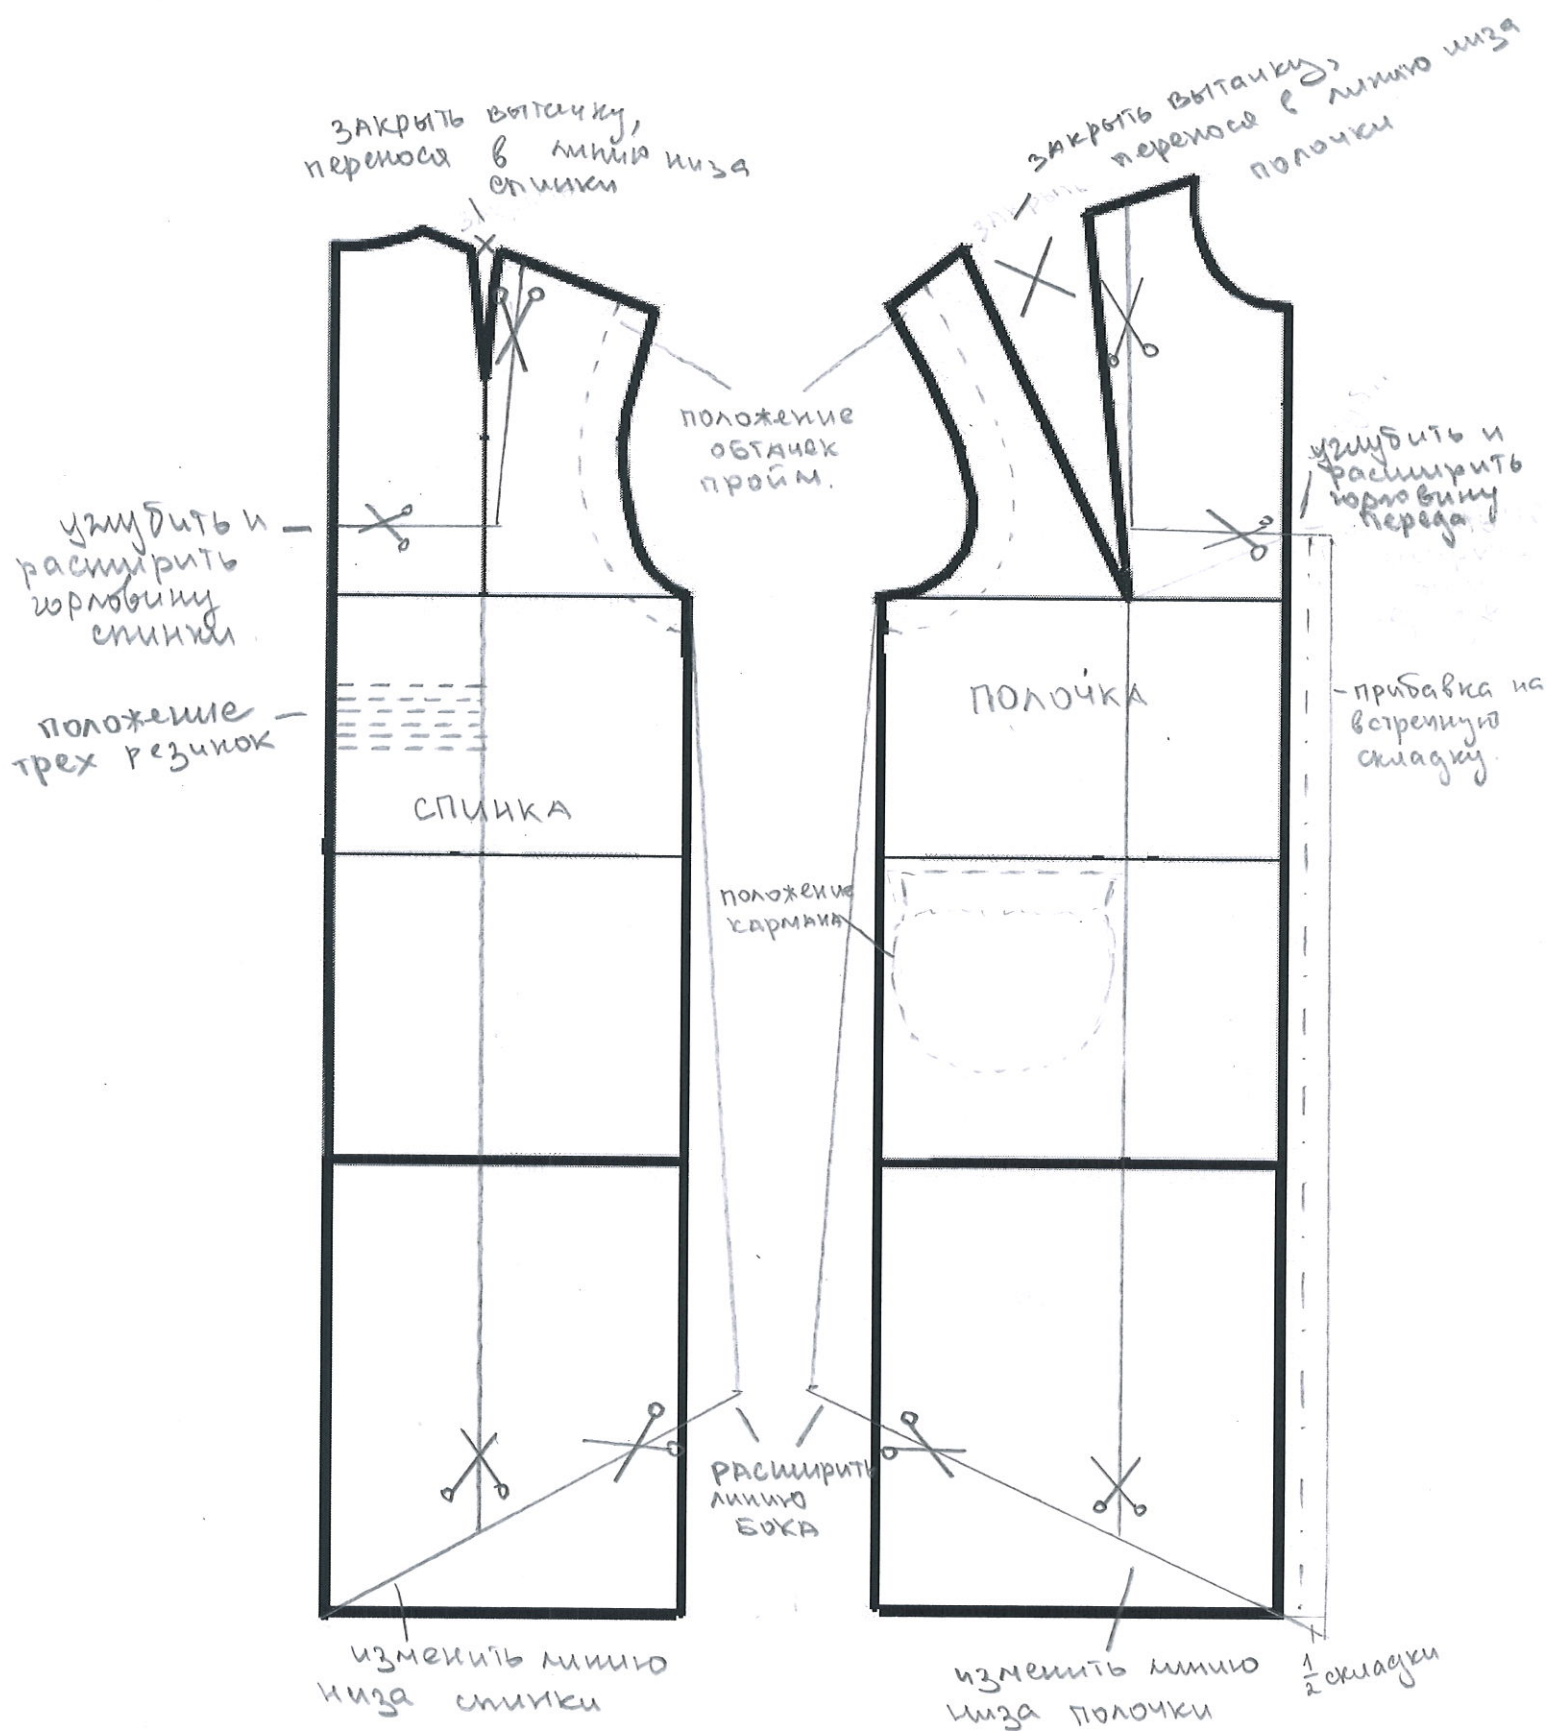 закрыть вытачку,
перенося в линию низа
спинки
закрыть вытачку,
перенося в линию низа
полочки
положение
обтачек
пройм.
углубить и
расширить
горловину
переда
углубить и
расширить
горловину
спинки
ПОЛОЧКА
прибавка на
встречную
складку.
положение
трех резинок
СПИНКА
положение
кармана
РАСШИРИТЬ
линию
БОКА
изменить линию
низа спинки
изменить линию
низа полочки
1/2 складки